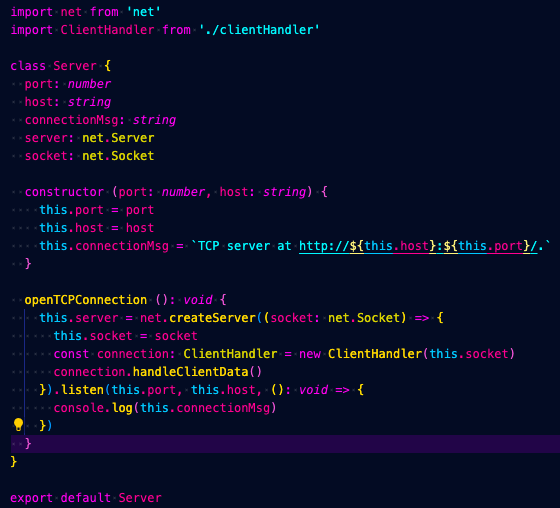 import net from 'net'
import ClientHandler from './clientHandler'

class Server {
  port: number
  host: string
  connectionMsg: string
  server: net.Server
  socket: net.Socket

  constructor (port: number, host: string) {
    this.port = port
    this.host = host
    this.connectionMsg = `TCP server at http://${this.host}:${this.port}/.`
  }

  openTCPConnection (): void {
    this.server = net.createServer((socket: net.Socket) => {
      this.socket = socket
      const connection: ClientHandler = new ClientHandler(this.socket)
      connection.handleClientData()
    }).listen(this.port, this.host, (): void => {
      console.log(this.connectionMsg)
    })
  }
}

export default Server